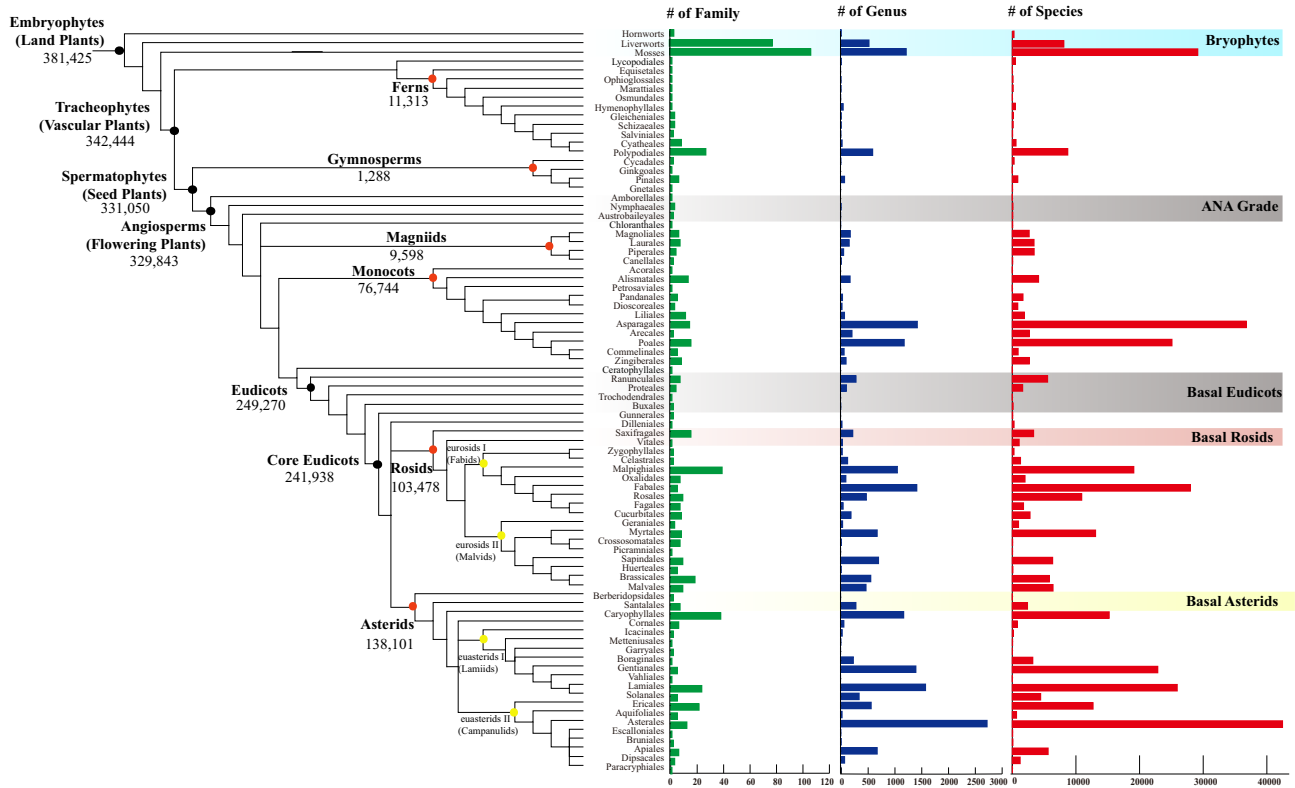 # of Family
# of Genus
# of Species
Embryophytes
(Land Plants)
381,425
Tracheophytes
(Vascular Plants)
342,444
Spermatophytes
(Seed Plants)
331,050
Angiosperms
(Flowering Plants)
329,843
Ferns
11,313
Gymnosperms
1,288
Magniids
9,598
Monocots
76,744
Eudicots
249,270
Core Eudicots
241,938
Rosids
103,478
eurosids I
(Fabids)
eurosids II
(Malvids)
Asterids
138,101
euasterids I
(Lamiids)
euasterids II
(Campanulids)
Hornworts
Liverworts
Mosses
Lycopodiales
Equisetales
Ophioglossales
Marattiales
Osmundales
Hymenophyllales
Gleicheniales
Schizaeales
Salviniales
Cyatheales
Polypodiales
Cycadales
Ginkgoales
Pinales
Gnetales
Amborellales
Nymphaeales
Austrobaileyales
Chloranthales
Magnoliales
Laurales
Piperales
Canellales
Acorales
Alismatales
Petrosaviales
Pandanales
Dioscoreales
Liliales
Asparagales
Arecales
Poales
Commelinales
Zingiberales
Ceratophyllales
Ranunculales
Proteales
Trochodendrales
Buxales
Gunnerales
Dilleniales
Saxifragales
Vitales
Zygophyllales
Celastrales
Malpighiales
Oxalidales
Fabales
Rosales
Fagales
Cucurbitales
Geraniales
Myrtales
Crossosomatales
Picramniales
Sapindales
Huerteales
Brassicales
Malvales
Berberidopsidales
Santalales
Caryophyllales
Cornales
Icacinales
Metteniusales
Garryales
Boraginales
Gentianales
Vahliales
Lamiales
Solanales
Ericales
Aquifoliales
Asterales
Escalloniales
Bruniales
Apiales
Dipsacales
Paracryphiales
Bryophytes
ANA Grade
Basal Eudicots
Basal Rosids
Basal Asterids
0 20 40 60 80 100 120
0 500 1000 1500 2000 2500 3000
0 10000 20000 30000 40000